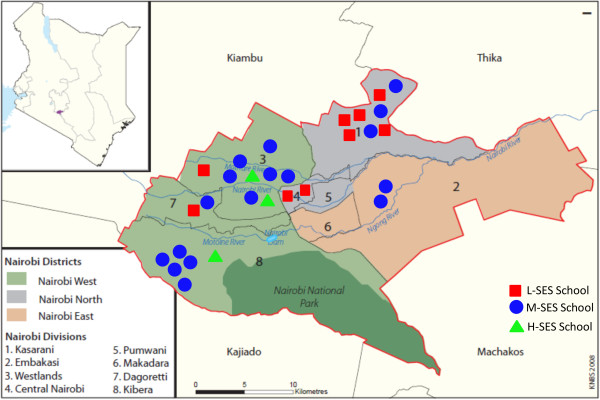 Kiambu
Thika
1
3
Mathare River
Nairobi River
Nairobi River
2
4
5
7
6
Ngong River
Nairobi Dam
Motoine River
8
Nairobi National
Park
Kajiado
Machakos
Nairobi Districts
Nairobi West
Nairobi North
Nairobi East
Nairobi Divisions
1. Kasarani
2. Embakasi
3. Westlands
4. Central Nairobi
5. Pumwani
6. Makadara
7. Dagoretti
8. Kibera
L-SES School
M-SES School
H-SES School
0 5 10
Kilometres
KNBS 2008